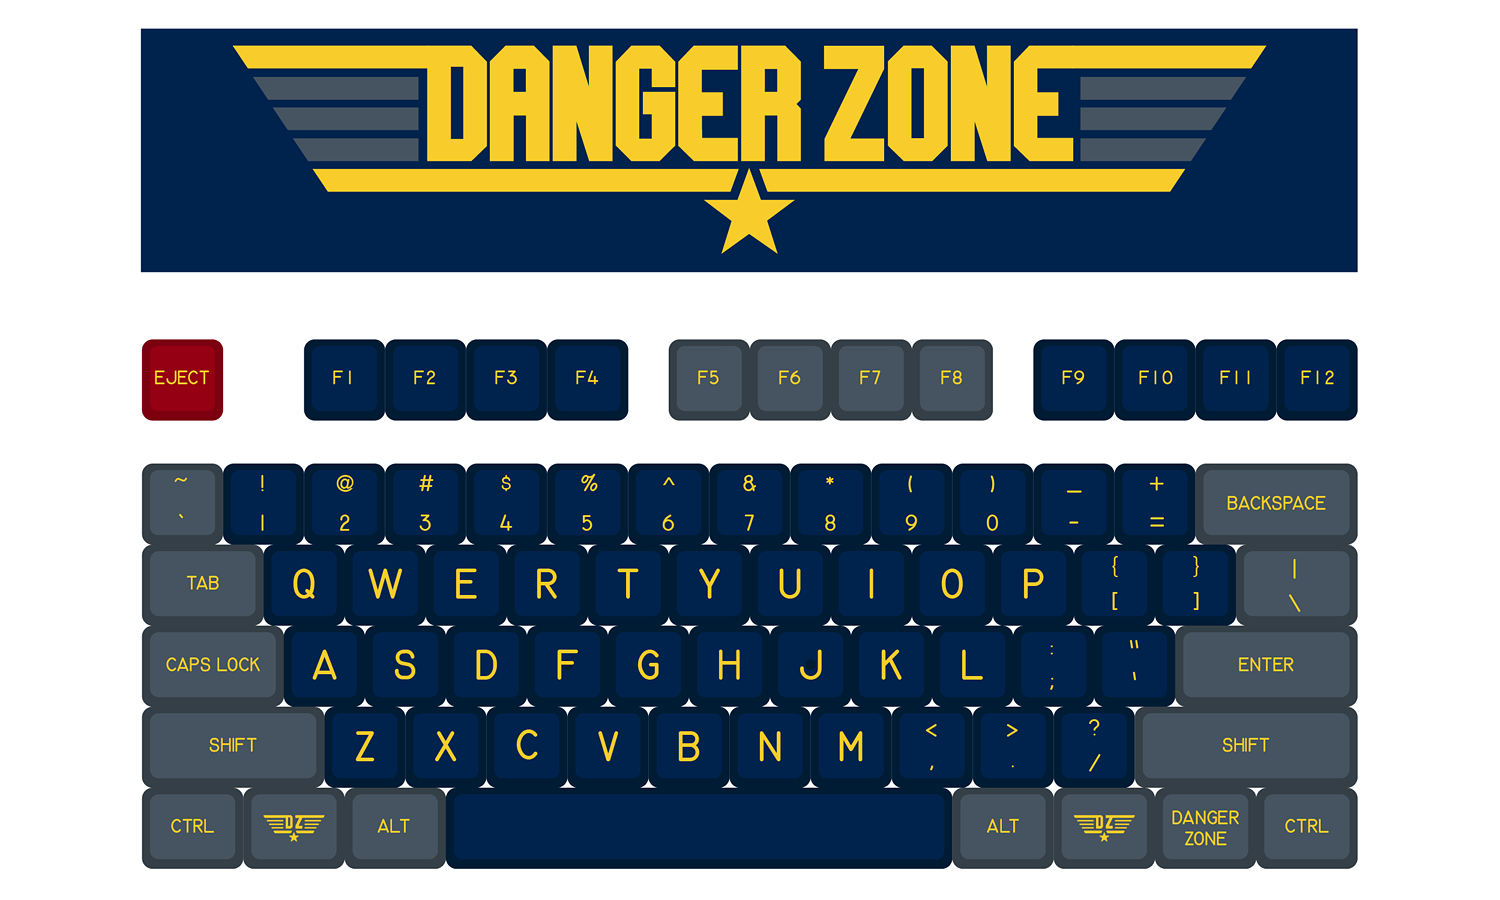 DANGER ZONE
EJECT F1 F2 F3 F4 F5 F6 F7 F8 F9 F10 F11 F12
~ ! @ # $ % ^ & * ( ) _ +
` 1 2 3 4 5 6 7 8 9 0 - = BACKSPACE
TAB Q W E R T Y U I O P { } |
[ ] \
CAPS LOCK A S D F G H J K L : " ENTER
; '
SHIFT Z X C V B N M < > ? SHIFT
, . /
CTRL DZ ALT ALT DZ DANGER ZONE CTRL